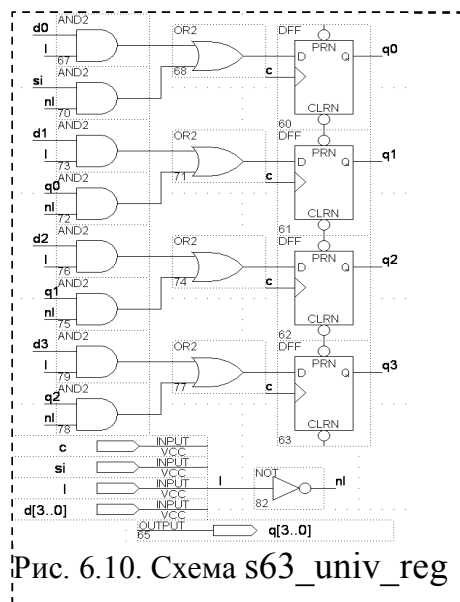 AND2
d0
l
67
OR2
68
DFF
PRN
D
Q
q0
c
CLRN
60
AND2
si
nl
70
AND2
d1
l
73
OR2
71
DFF
PRN
D
Q
q1
c
CLRN
61
AND2
q0
nl
72
AND2
d2
l
76
OR2
74
DFF
PRN
D
Q
q2
c
CLRN
62
AND2
q1
nl
75
AND2
d3
l
79
OR2
77
DFF
PRN
D
Q
q3
c
CLRN
63
AND2
q2
nl
78
c
INPUT
VCC
si
INPUT
VCC
l
INPUT
VCC
l
NOT
nl
82
d[3..0]
INPUT
VCC
OUTPUT
q[3..0]
65
Рис. 6.10. Схема s63_univ_reg